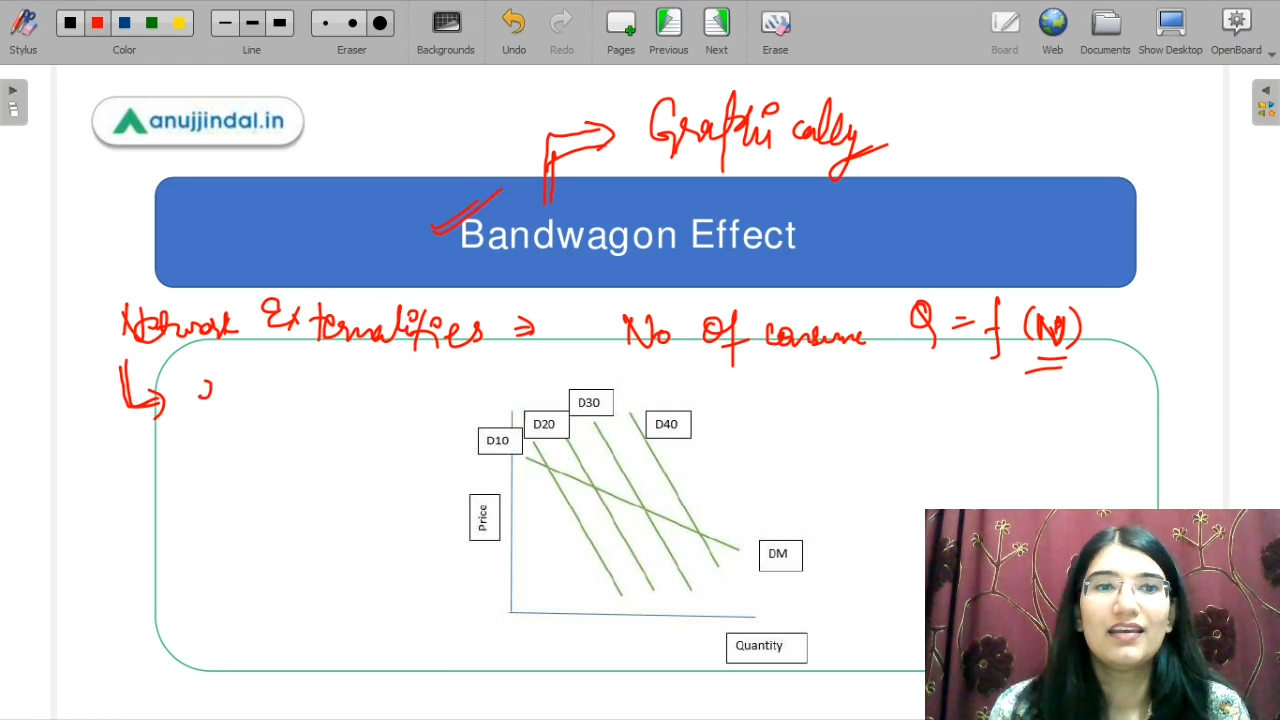 Stylus Color Line Eraser Backgrounds Undo Redo Pages Previous Next Erase Board Web Documents Show Desktop OpenBoard
anujjindal.in
Graphically
Bandwagon Effect
Network Externalities ⇒ No of consume Q = f (N)
D30
D20
D40
D10
Price
DM
Quantity